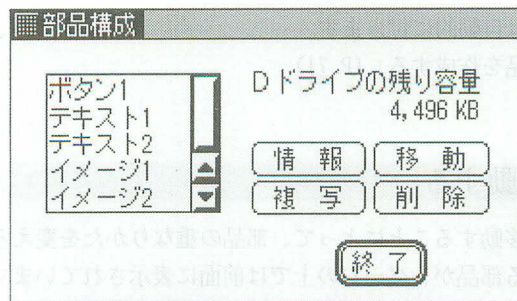 部品構成
ボタン1
テキスト1
テキスト2
イメージ1
イメージ2
Dドライブの残り容量
4,496 KB
情 報
移 動
複 写
削 除
終 了